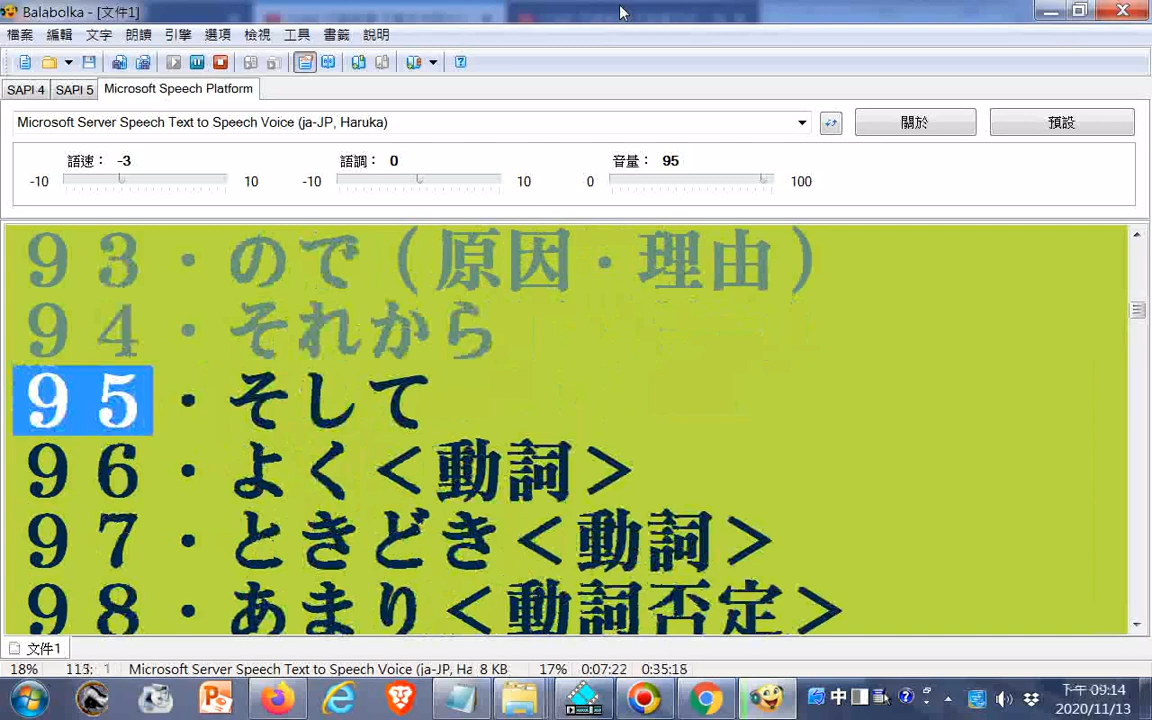 Balabolka - [文件1]
檔案 編輯 文字 朗讀 引擎 選項 檢視 工具 書籤 說明
SAPI 4 SAPI 5 Microsoft Speech Platform
Microsoft Server Speech Text to Speech Voice (ja-JP, Haruka) 關於 預設
語速： -3 語調： 0 音量： 95
-10 10 -10 10 0 100
９３・ので（原因・理由）
９４・それから
９５・そして
９６・よく＜動詞＞
９７・ときどき＜動詞＞
９８・あまり＜動詞否定＞
文件1
18% 113: 1 Microsoft Server Speech Text to Speech Voice (ja-JP, Ha 8 KB 17% 0:07:22 0:35:18
中 下午 09:14
2020/11/13